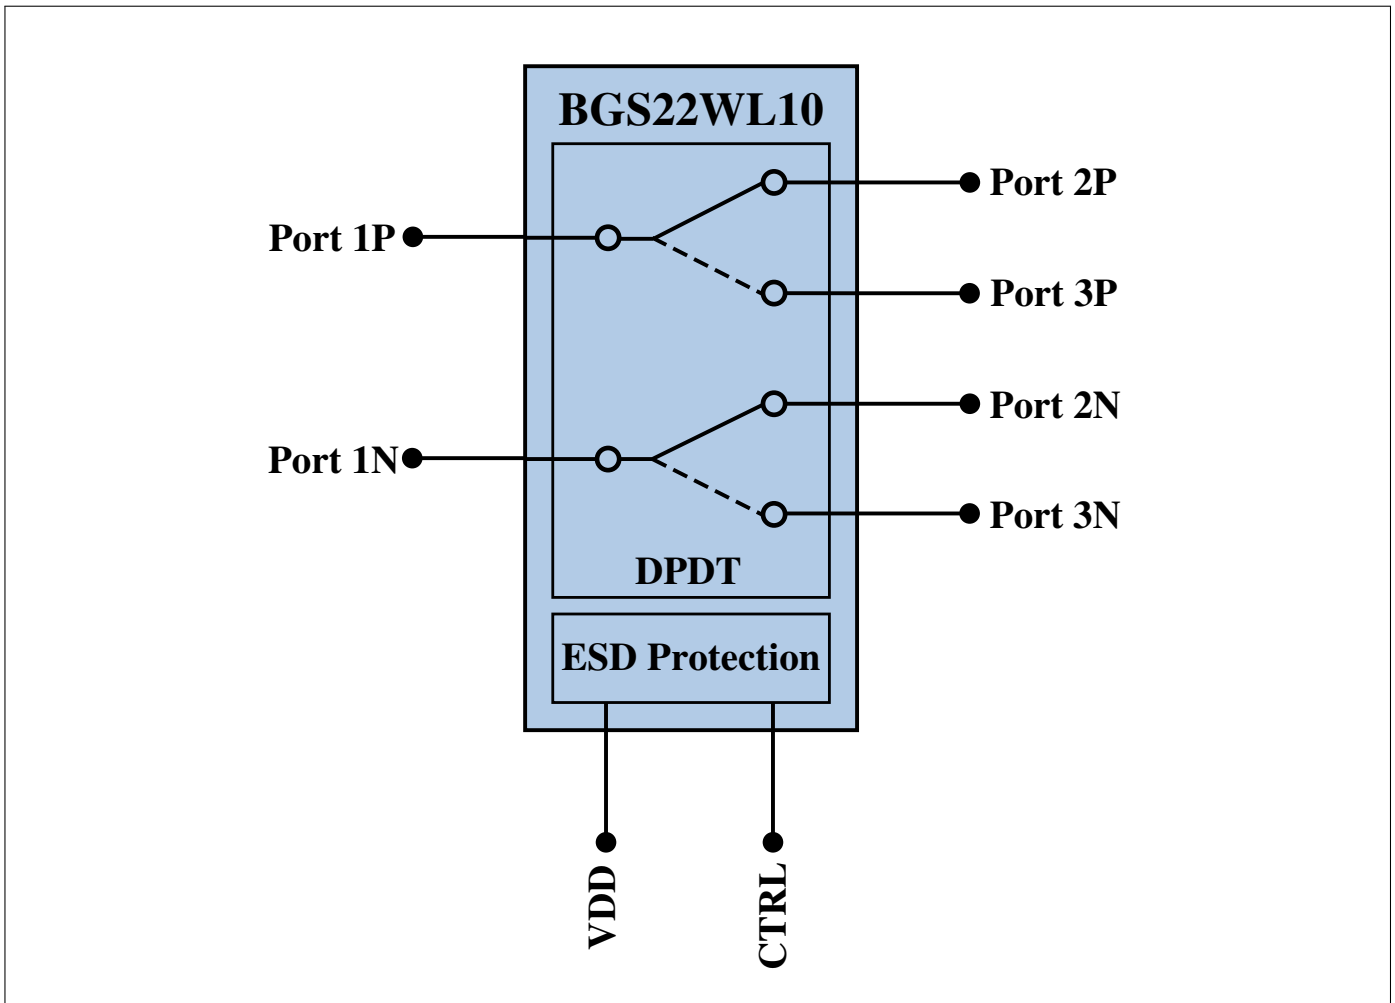 BGS22WL10
Port 2P
Port 1P
Port 3P
Port 2N
Port 1N
Port 3N
DPDT
ESD Protection
VDD
CTRL